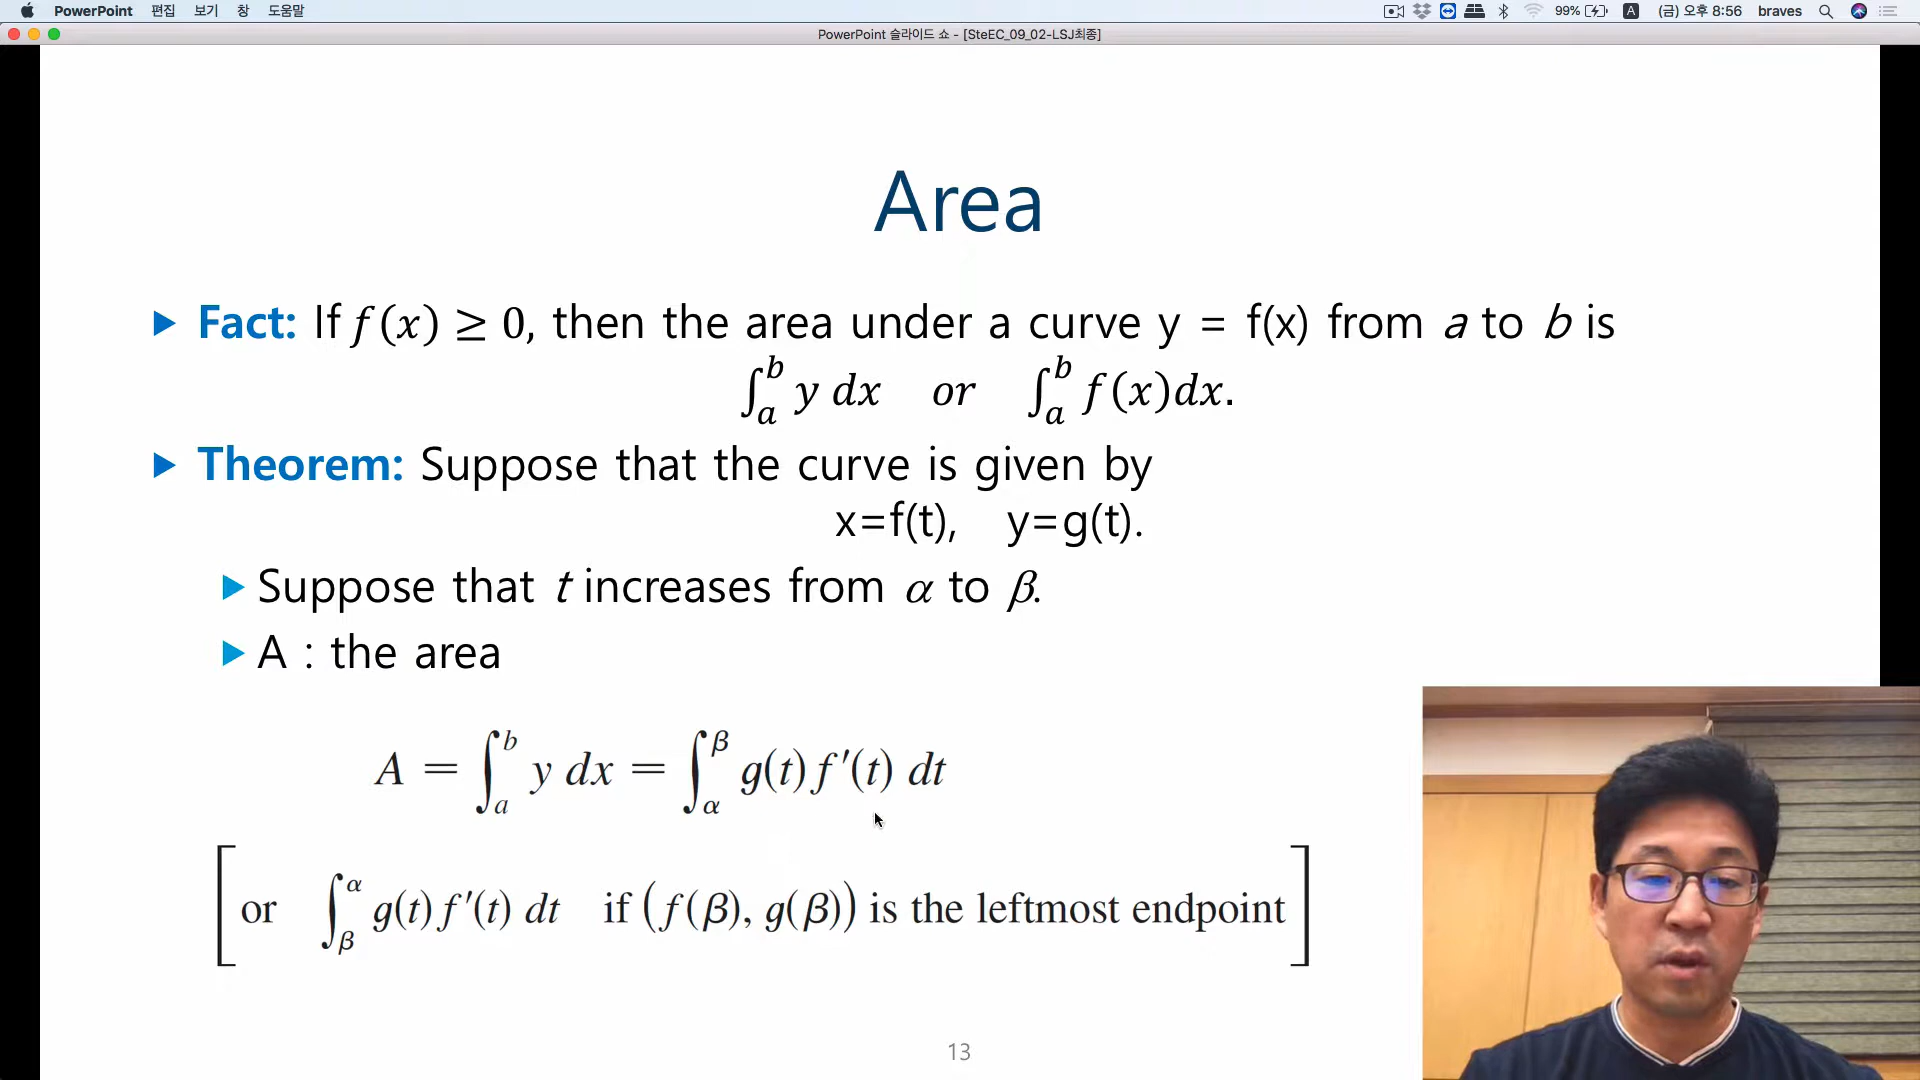 PowerPoint 편집 보기 창 도움말 99% A (금) 오후 8:56 braves
PowerPoint 슬라이드 쇼 - [SteEC_09_02-LSJ최종]
Area
Fact: If f(x) ≥ 0, then the area under a curve y = f(x) from a to b is
∫_a^b y dx or ∫_a^b f(x)dx.
Theorem: Suppose that the curve is given by
x=f(t), y=g(t).
Suppose that t increases from α to β.
A : the area
A = ∫_a^b y dx = ∫_α^β g(t) f′(t) dt
[or ∫_β^α g(t) f′(t) dt if (f(β), g(β)) is the leftmost endpoint]
13